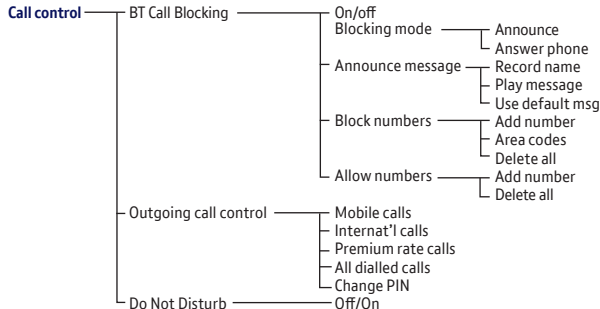 Call control BT Call Blocking On/off
Blocking mode Announce
Answer phone
Announce message Record name
Play message
Use default msg
Block numbers Add number
Area codes
Delete all
Allow numbers Add number
Delete all
Outgoing call control Mobile calls
Internat'l calls
Premium rate calls
All dialled calls
Change PIN
Do Not Disturb Off/On